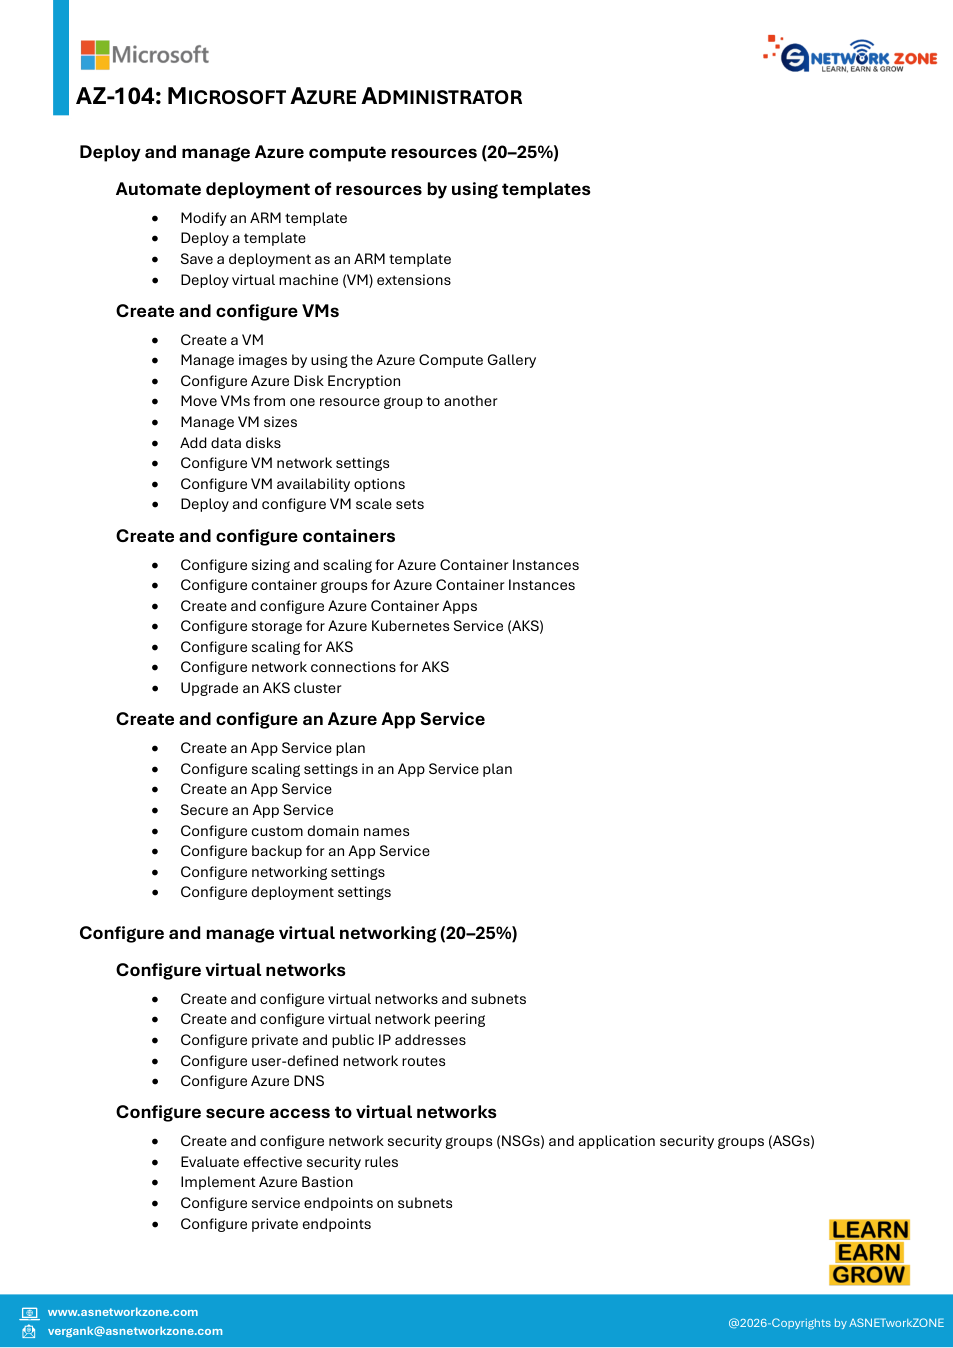 Microsoft
NETWORK ZONE
LEARN, EARN & GROW
AZ-104: MICROSOFT AZURE ADMINISTRATOR
Deploy and manage Azure compute resources (20–25%)
Automate deployment of resources by using templates
• Modify an ARM template
• Deploy a template
• Save a deployment as an ARM template
• Deploy virtual machine (VM) extensions
Create and configure VMs
• Create a VM
• Manage images by using the Azure Compute Gallery
• Configure Azure Disk Encryption
• Move VMs from one resource group to another
• Manage VM sizes
• Add data disks
• Configure VM network settings
• Configure VM availability options
• Deploy and configure VM scale sets
Create and configure containers
• Configure sizing and scaling for Azure Container Instances
• Configure container groups for Azure Container Instances
• Create and configure Azure Container Apps
• Configure storage for Azure Kubernetes Service (AKS)
• Configure scaling for AKS
• Configure network connections for AKS
• Upgrade an AKS cluster
Create and configure an Azure App Service
• Create an App Service plan
• Configure scaling settings in an App Service plan
• Create an App Service
• Secure an App Service
• Configure custom domain names
• Configure backup for an App Service
• Configure networking settings
• Configure deployment settings
Configure and manage virtual networking (20–25%)
Configure virtual networks
• Create and configure virtual networks and subnets
• Create and configure virtual network peering
• Configure private and public IP addresses
• Configure user-defined network routes
• Configure Azure DNS
Configure secure access to virtual networks
• Create and configure network security groups (NSGs) and application security groups (ASGs)
• Evaluate effective security rules
• Implement Azure Bastion
• Configure service endpoints on subnets
• Configure private endpoints
LEARN
EARN
GROW
www.asnetworkzone.com
vergank@asnetworkzone.com
@2026-Copyrights by ASNETworkZONE